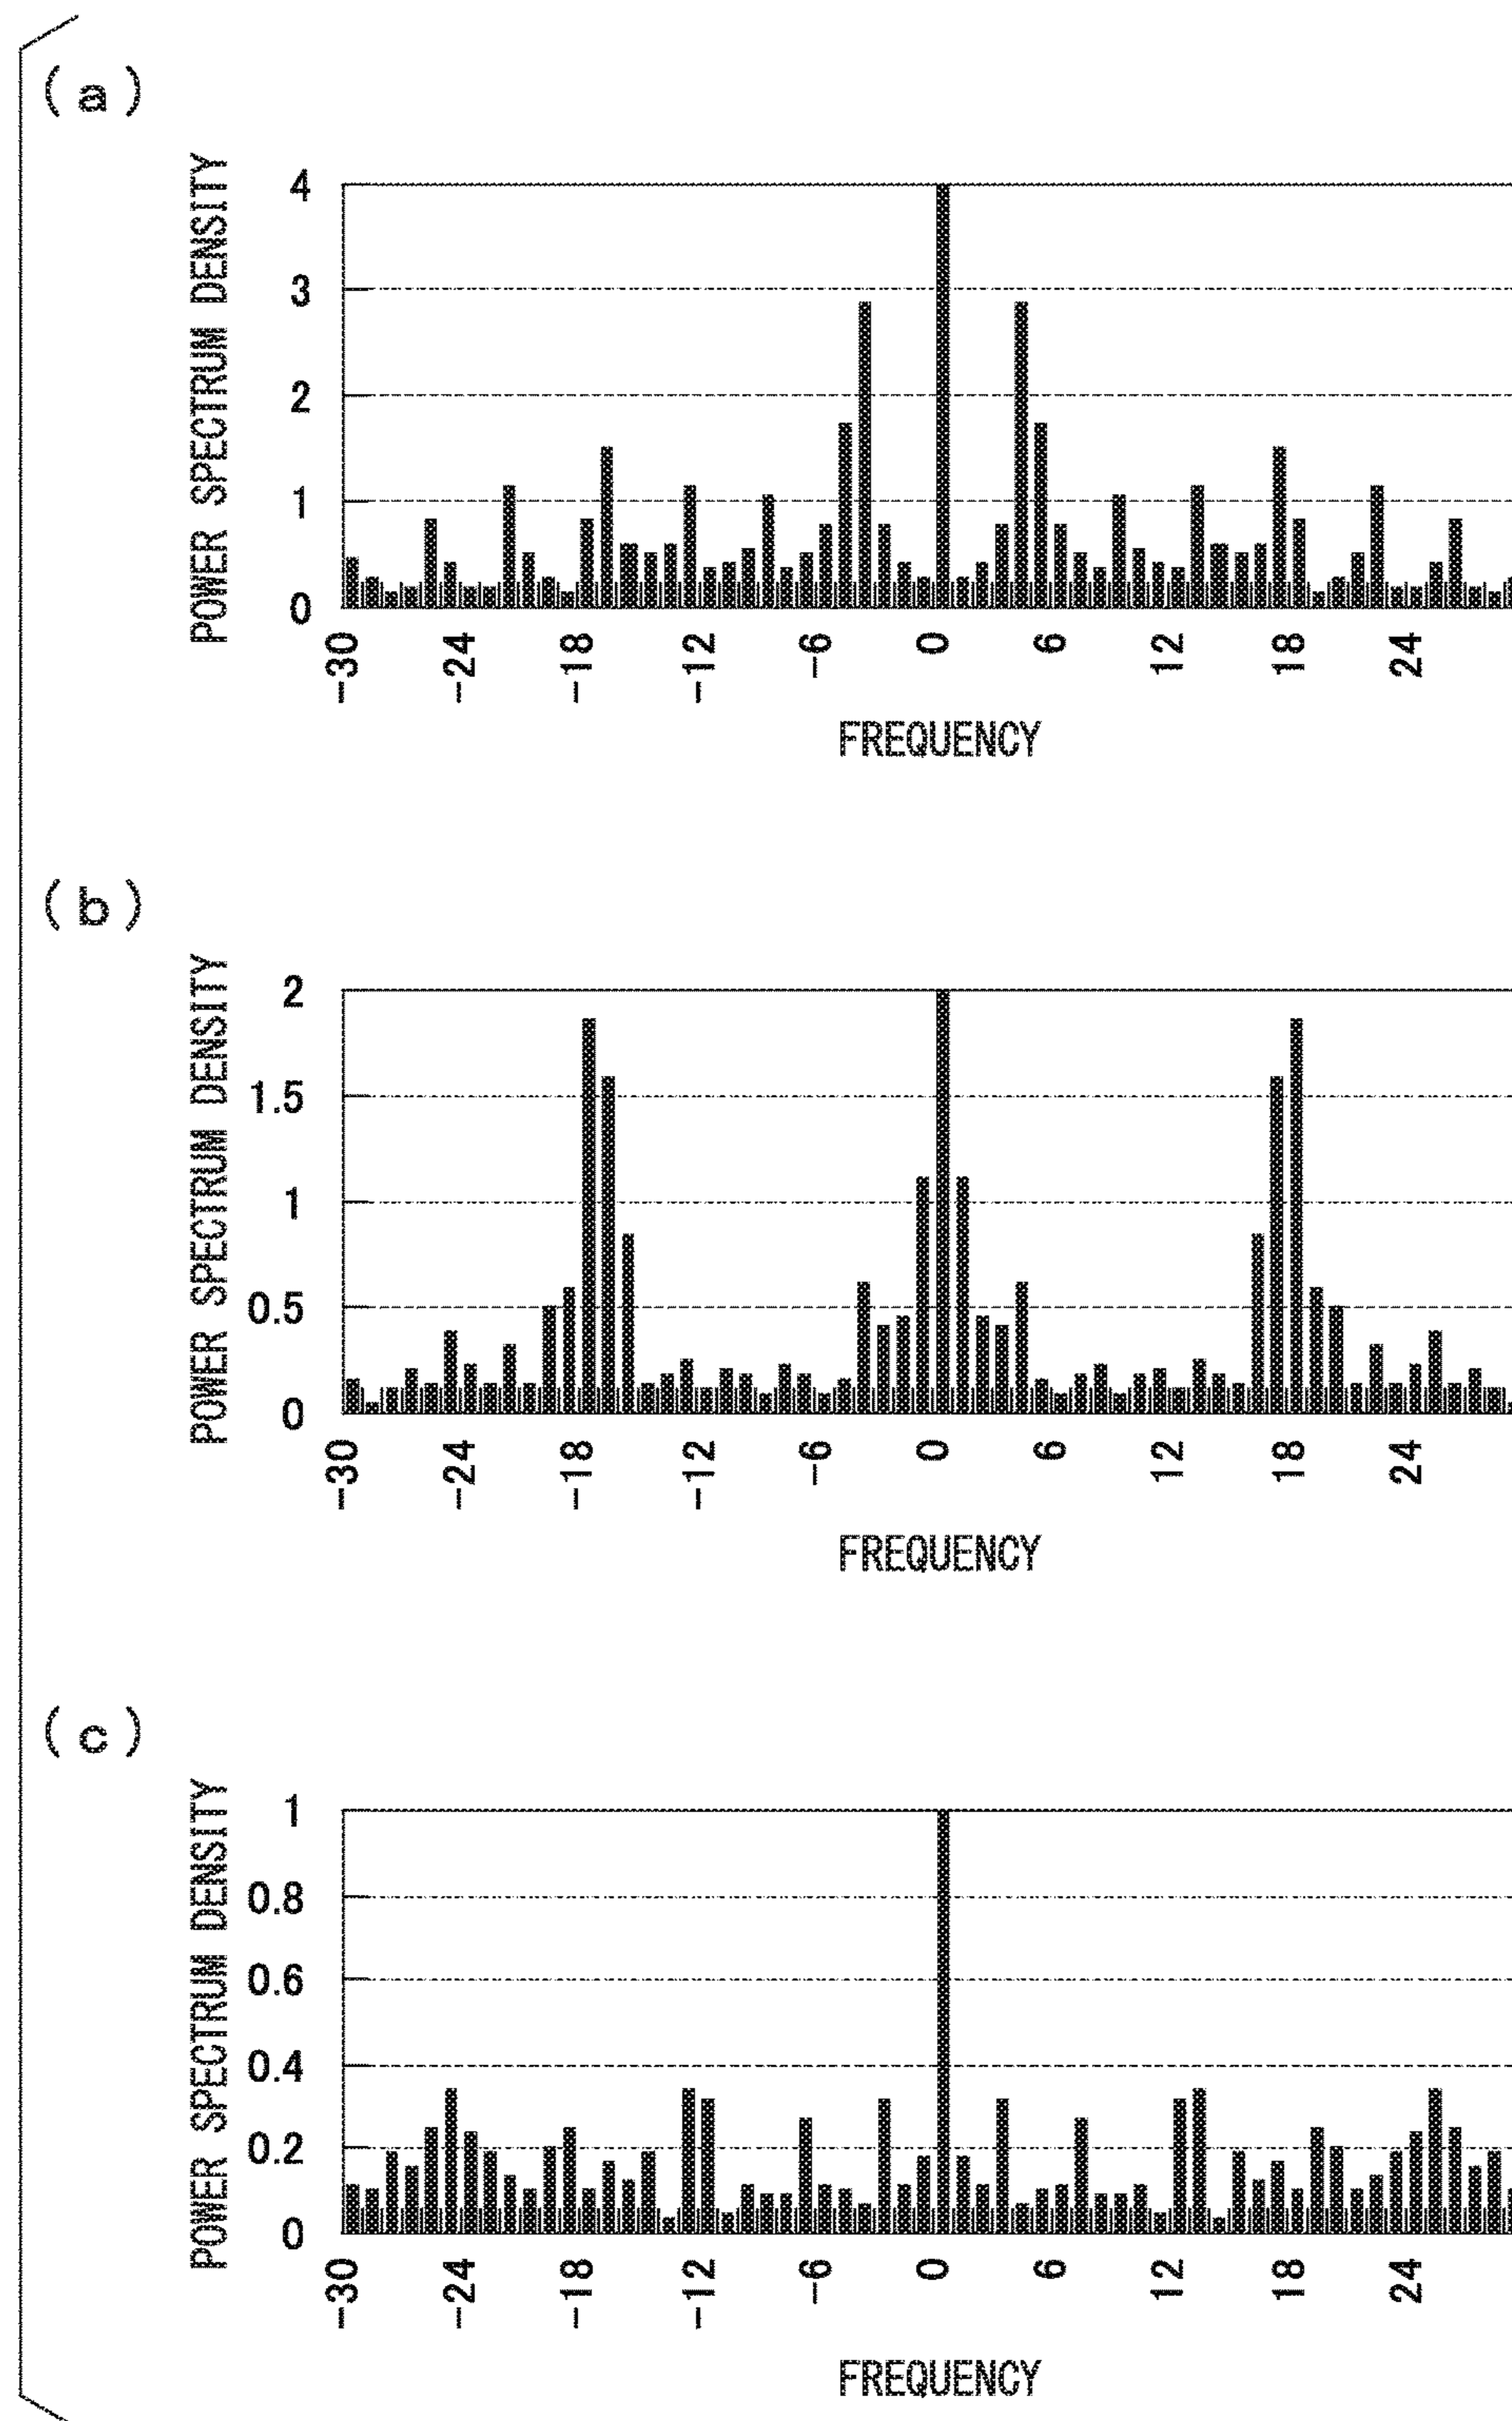 (a)
POWER SPECTRUM DENSITY
4
3
2
1
0
-30 -24 -18 -12 -6 0 6 12 18 24
FREQUENCY
(b)
POWER SPECTRUM DENSITY
2
1.5
1
0.5
0
-30 -24 -18 -12 -6 0 6 12 18 24
FREQUENCY
(c)
POWER SPECTRUM DENSITY
1
0.8
0.6
0.4
0.2
0
-30 -24 -18 -12 -6 0 6 12 18 24
FREQUENCY